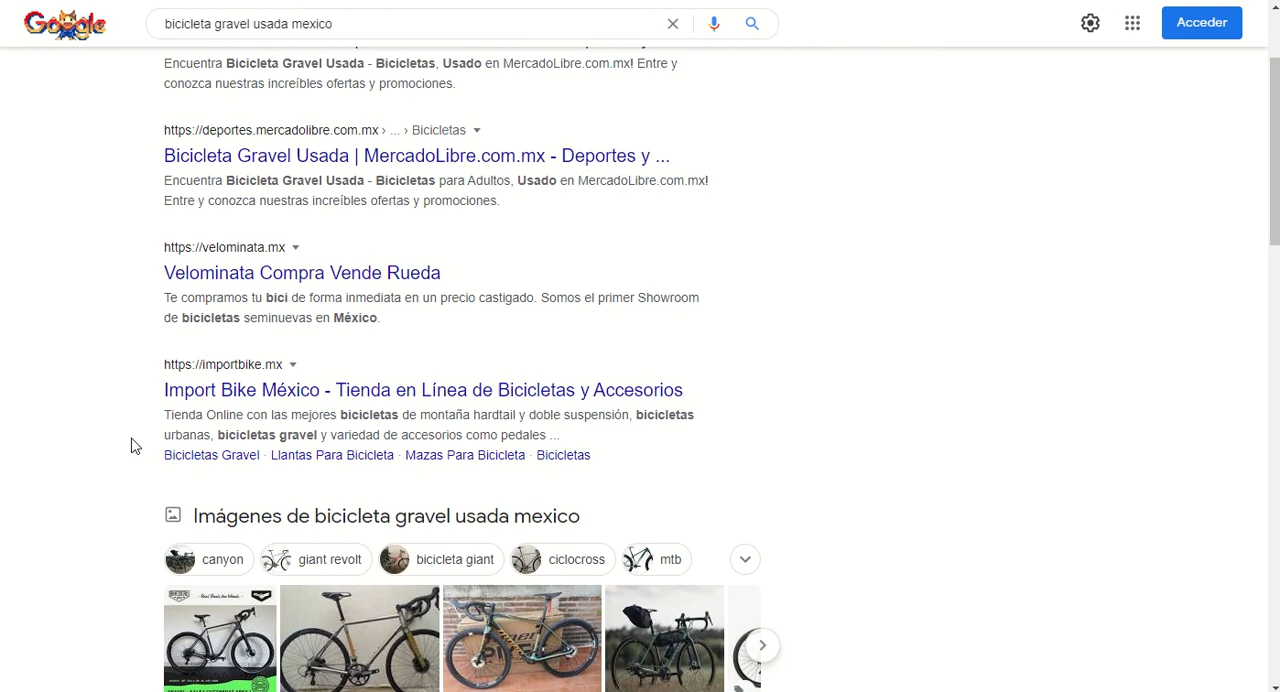 Google
bicicleta gravel usada mexico
Acceder
Encuentra Bicicleta Gravel Usada - Bicicletas, Usado en MercadoLibre.com.mx! Entre y
conozca nuestras increíbles ofertas y promociones.
https://deportes.mercadolibre.com.mx › ... › Bicicletas
Bicicleta Gravel Usada | MercadoLibre.com.mx - Deportes y ...
Encuentra Bicicleta Gravel Usada - Bicicletas para Adultos, Usado en MercadoLibre.com.mx!
Entre y conozca nuestras increíbles ofertas y promociones.
https://velominata.mx
Velominata Compra Vende Rueda
Te compramos tu bici de forma inmediata en un precio castigado. Somos el primer Showroom
de bicicletas seminuevas en México.
https://importbike.mx
Import Bike México - Tienda en Línea de Bicicletas y Accesorios
Tienda Online con las mejores bicicletas de montaña hardtail y doble suspensión, bicicletas
urbanas, bicicletas gravel y variedad de accesorios como pedales ...
Bicicletas Gravel · Llantas Para Bicicleta · Mazas Para Bicicleta · Bicicletas
Imágenes de bicicleta gravel usada mexico
canyon
giant revolt
bicicleta giant
ciclocross
mtb